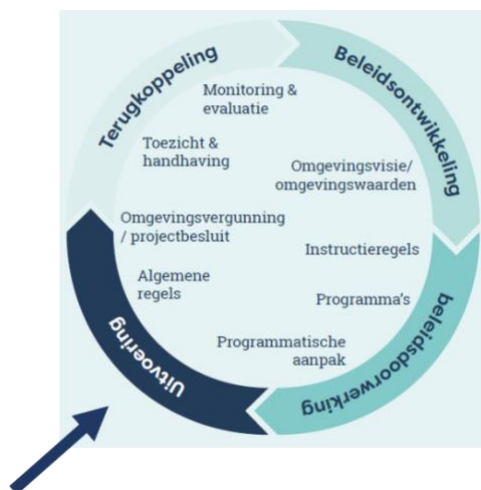 Terugkoppeling
Beleidsontwikkeling
beleidsdoorwerking
Uitvoering
Monitoring &
evaluatie
Toezicht &
handhaving
Omgevingsvisie/
omgevingswaarden
Omgevingsvergunning
/ projectbesluit
Instructieregels
Algemene
regels
Programma's
Programmatische
aanpak